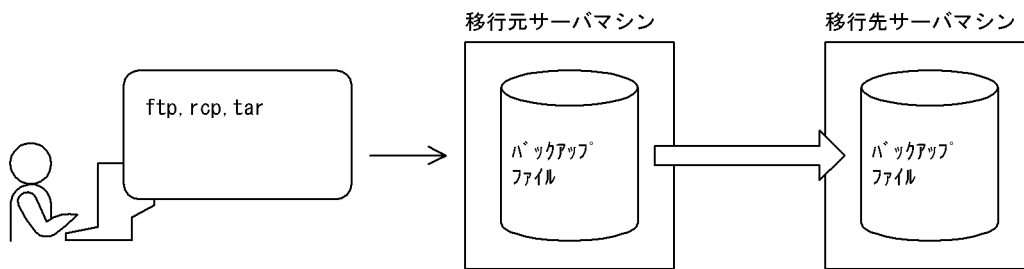 移行元サーバマシン
移行先サーバマシン
ftp, rcp, tar
バックアップ
ファイル
バックアップ
ファイル